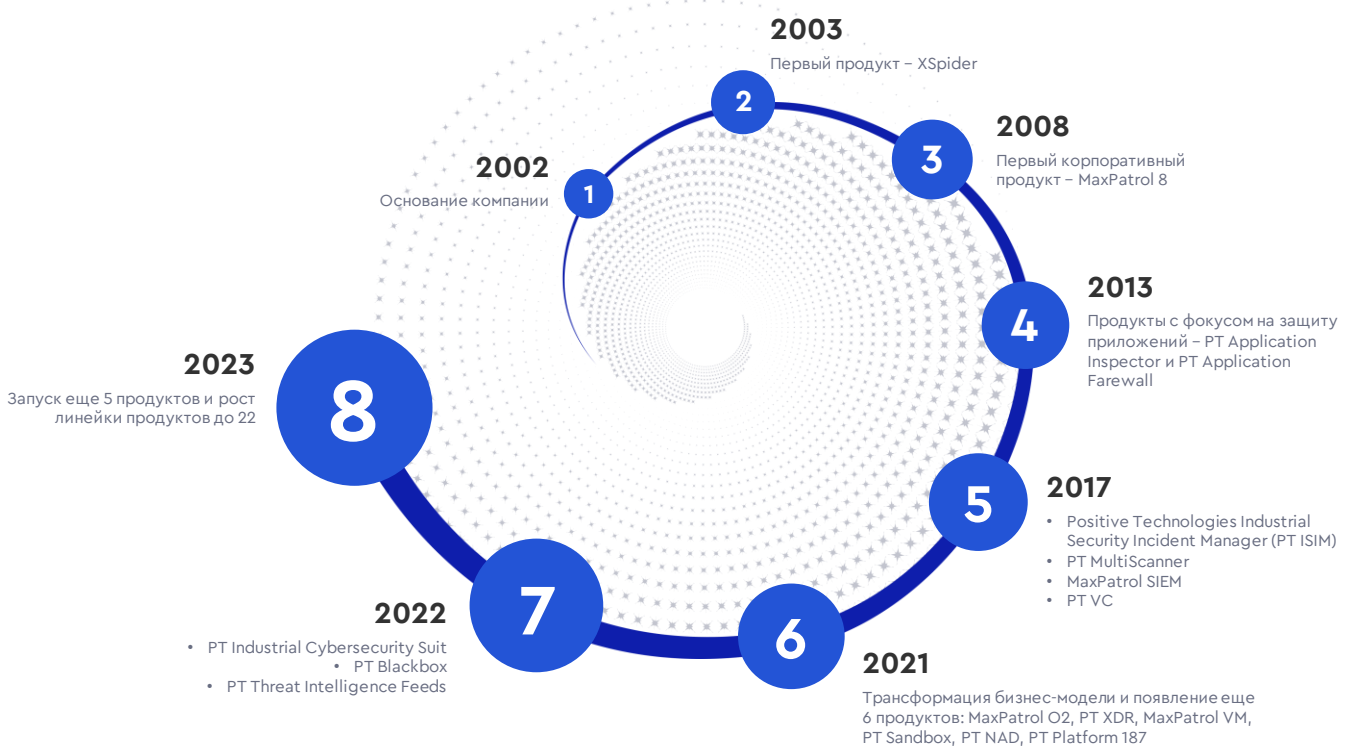 2002
Основание компании
1
2003
Первый продукт – XSpider
2
2008
Первый корпоративный
продукт – MaxPatrol 8
3
2013
Продукты с фокусом на защиту
приложений – PT Application
Inspector и PT Application
Farewall
4
2017
• Positive Technologies Industrial
Security Incident Manager (PT ISIM)
• PT MultiScanner
• MaxPatrol SIEM
• PT VC
5
2021
Трансформация бизнес-модели и появление еще
6 продуктов: MaxPatrol O2, PT XDR, MaxPatrol VM,
PT Sandbox, PT NAD, PT Platform 187
6
2022
• PT Industrial Cybersecurity Suit
• PT Blackbox
• PT Threat Intelligence Feeds
7
2023
Запуск еще 5 продуктов и рост
линейки продуктов до 22
8